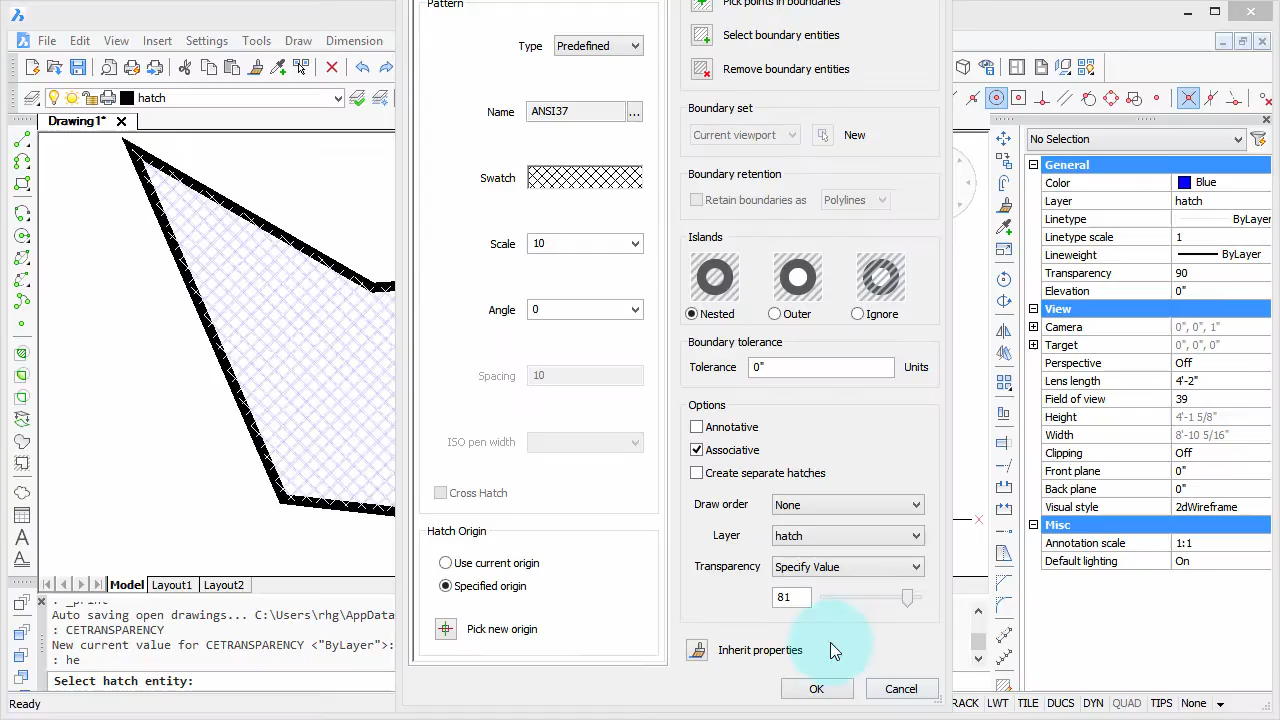 Pattern
Pick points in boundaries
File Edit View Insert Settings Tools Draw Dimension
Type Predefined
Select boundary entities
Remove boundary entities
hatch
Name ANSI37 ...
Boundary set
Drawing1*
Current viewport New
No Selection
General
Boundary retention
Swatch
Color Blue
Retain boundaries as Polylines
Layer hatch
Linetype ByLayer
Islands
Linetype scale 1
Scale 10
Lineweight ByLayer
Transparency 90
Elevation 0"
Nested Outer Ignore
View
Angle 0
Camera 0", 0", 1"
Boundary tolerance
Target 0", 0", 0"
Tolerance 0" Units
Perspective Off
Spacing 10
Lens length 4'-2"
Field of view 39
Options
Height 4'-1 5/8"
Annotative
Width 8'-10 5/16"
ISO pen width
Associative
Clipping Off
Create separate hatches
Front plane 0"
Cross Hatch
Back plane 0"
Draw order None
Visual style 2dWireframe
Hatch Origin
Misc
Layer hatch
Annotation scale 1:1
Use current origin
Default lighting On
Transparency Specify Value
Specified origin
Model Layout1 Layout2
81
: _print
Auto saving open drawings... C:\Users\rhg\AppData
: CETRANSPARENCY
Pick new origin
New current value for CETRANSPARENCY <"ByLayer">:
Inherit properties
: he
Select hatch entity:
OK Cancel
Ready
RACK LWT TILE DUCS DYN QUAD TIPS None